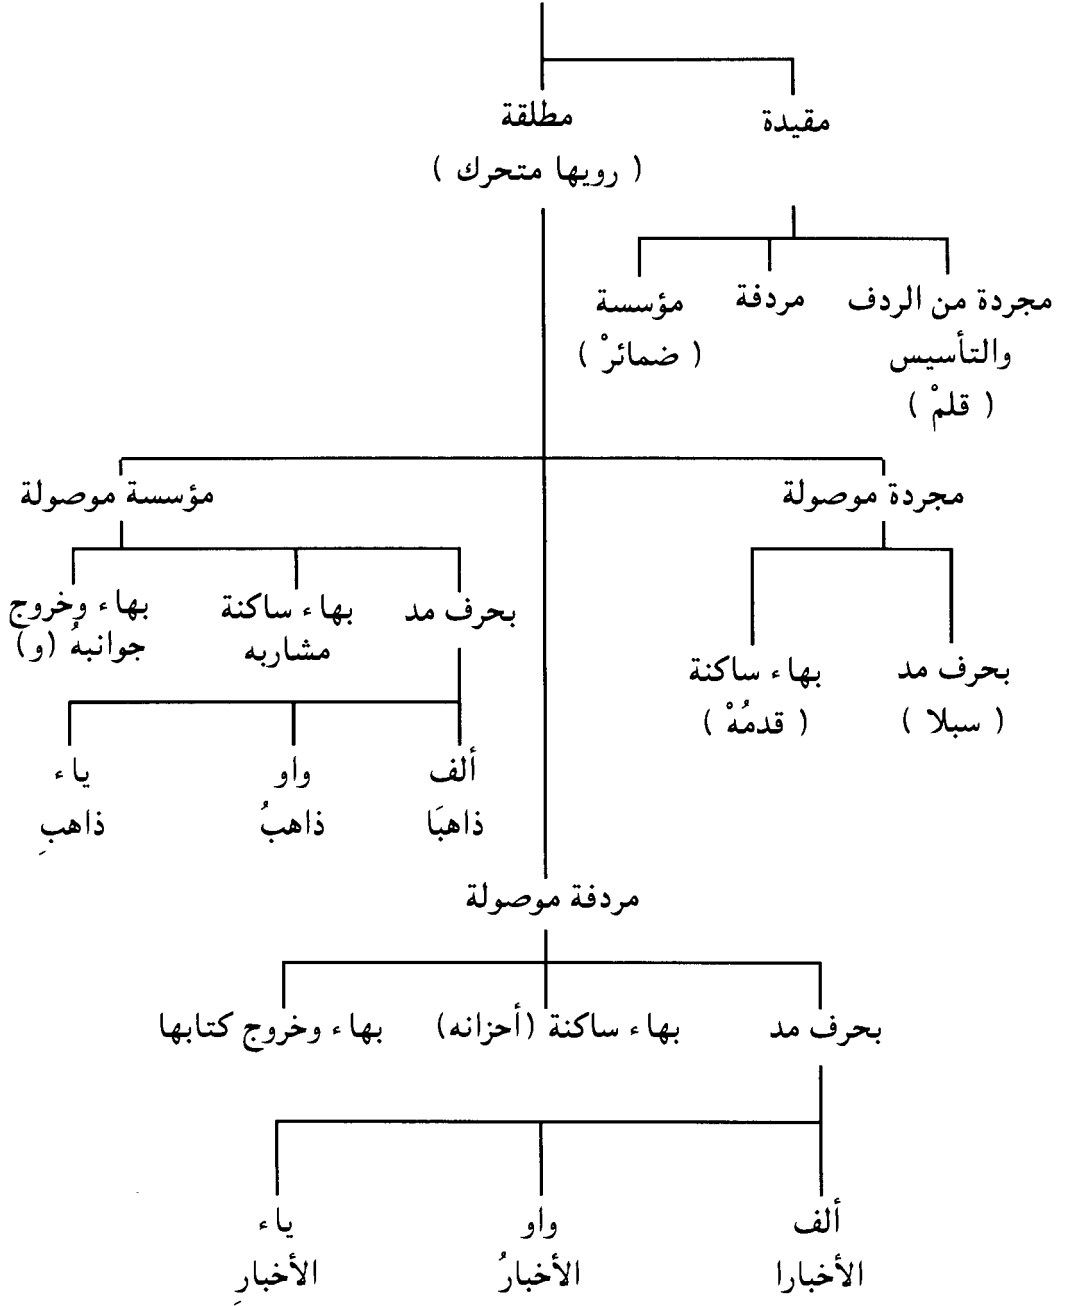 مقيدة
مطلقة
( رويها متحرك )
مجردة من الردف
والتأسيس
( قلمْ )
مردفة
مؤسسة
( ضمائرْ )
مجردة موصولة
مؤسسة موصولة
بحرف مد
( سبلا )
بهاء ساكنة
( قدمُهْ )
بحرف مد
بهاء ساكنة
مشاربه
بهاء وخروج
جوانبهُ (و)
ألف
ذاهبَا
واو
ذاهبُ
ياء
ذاهبِ
مردفة موصولة
بحرف مد
بهاء ساكنة (أحزانه)
بهاء وخروج كتابها
ألف
الأخبارا
واو
الأخبارُ
ياء
الأخبارِ